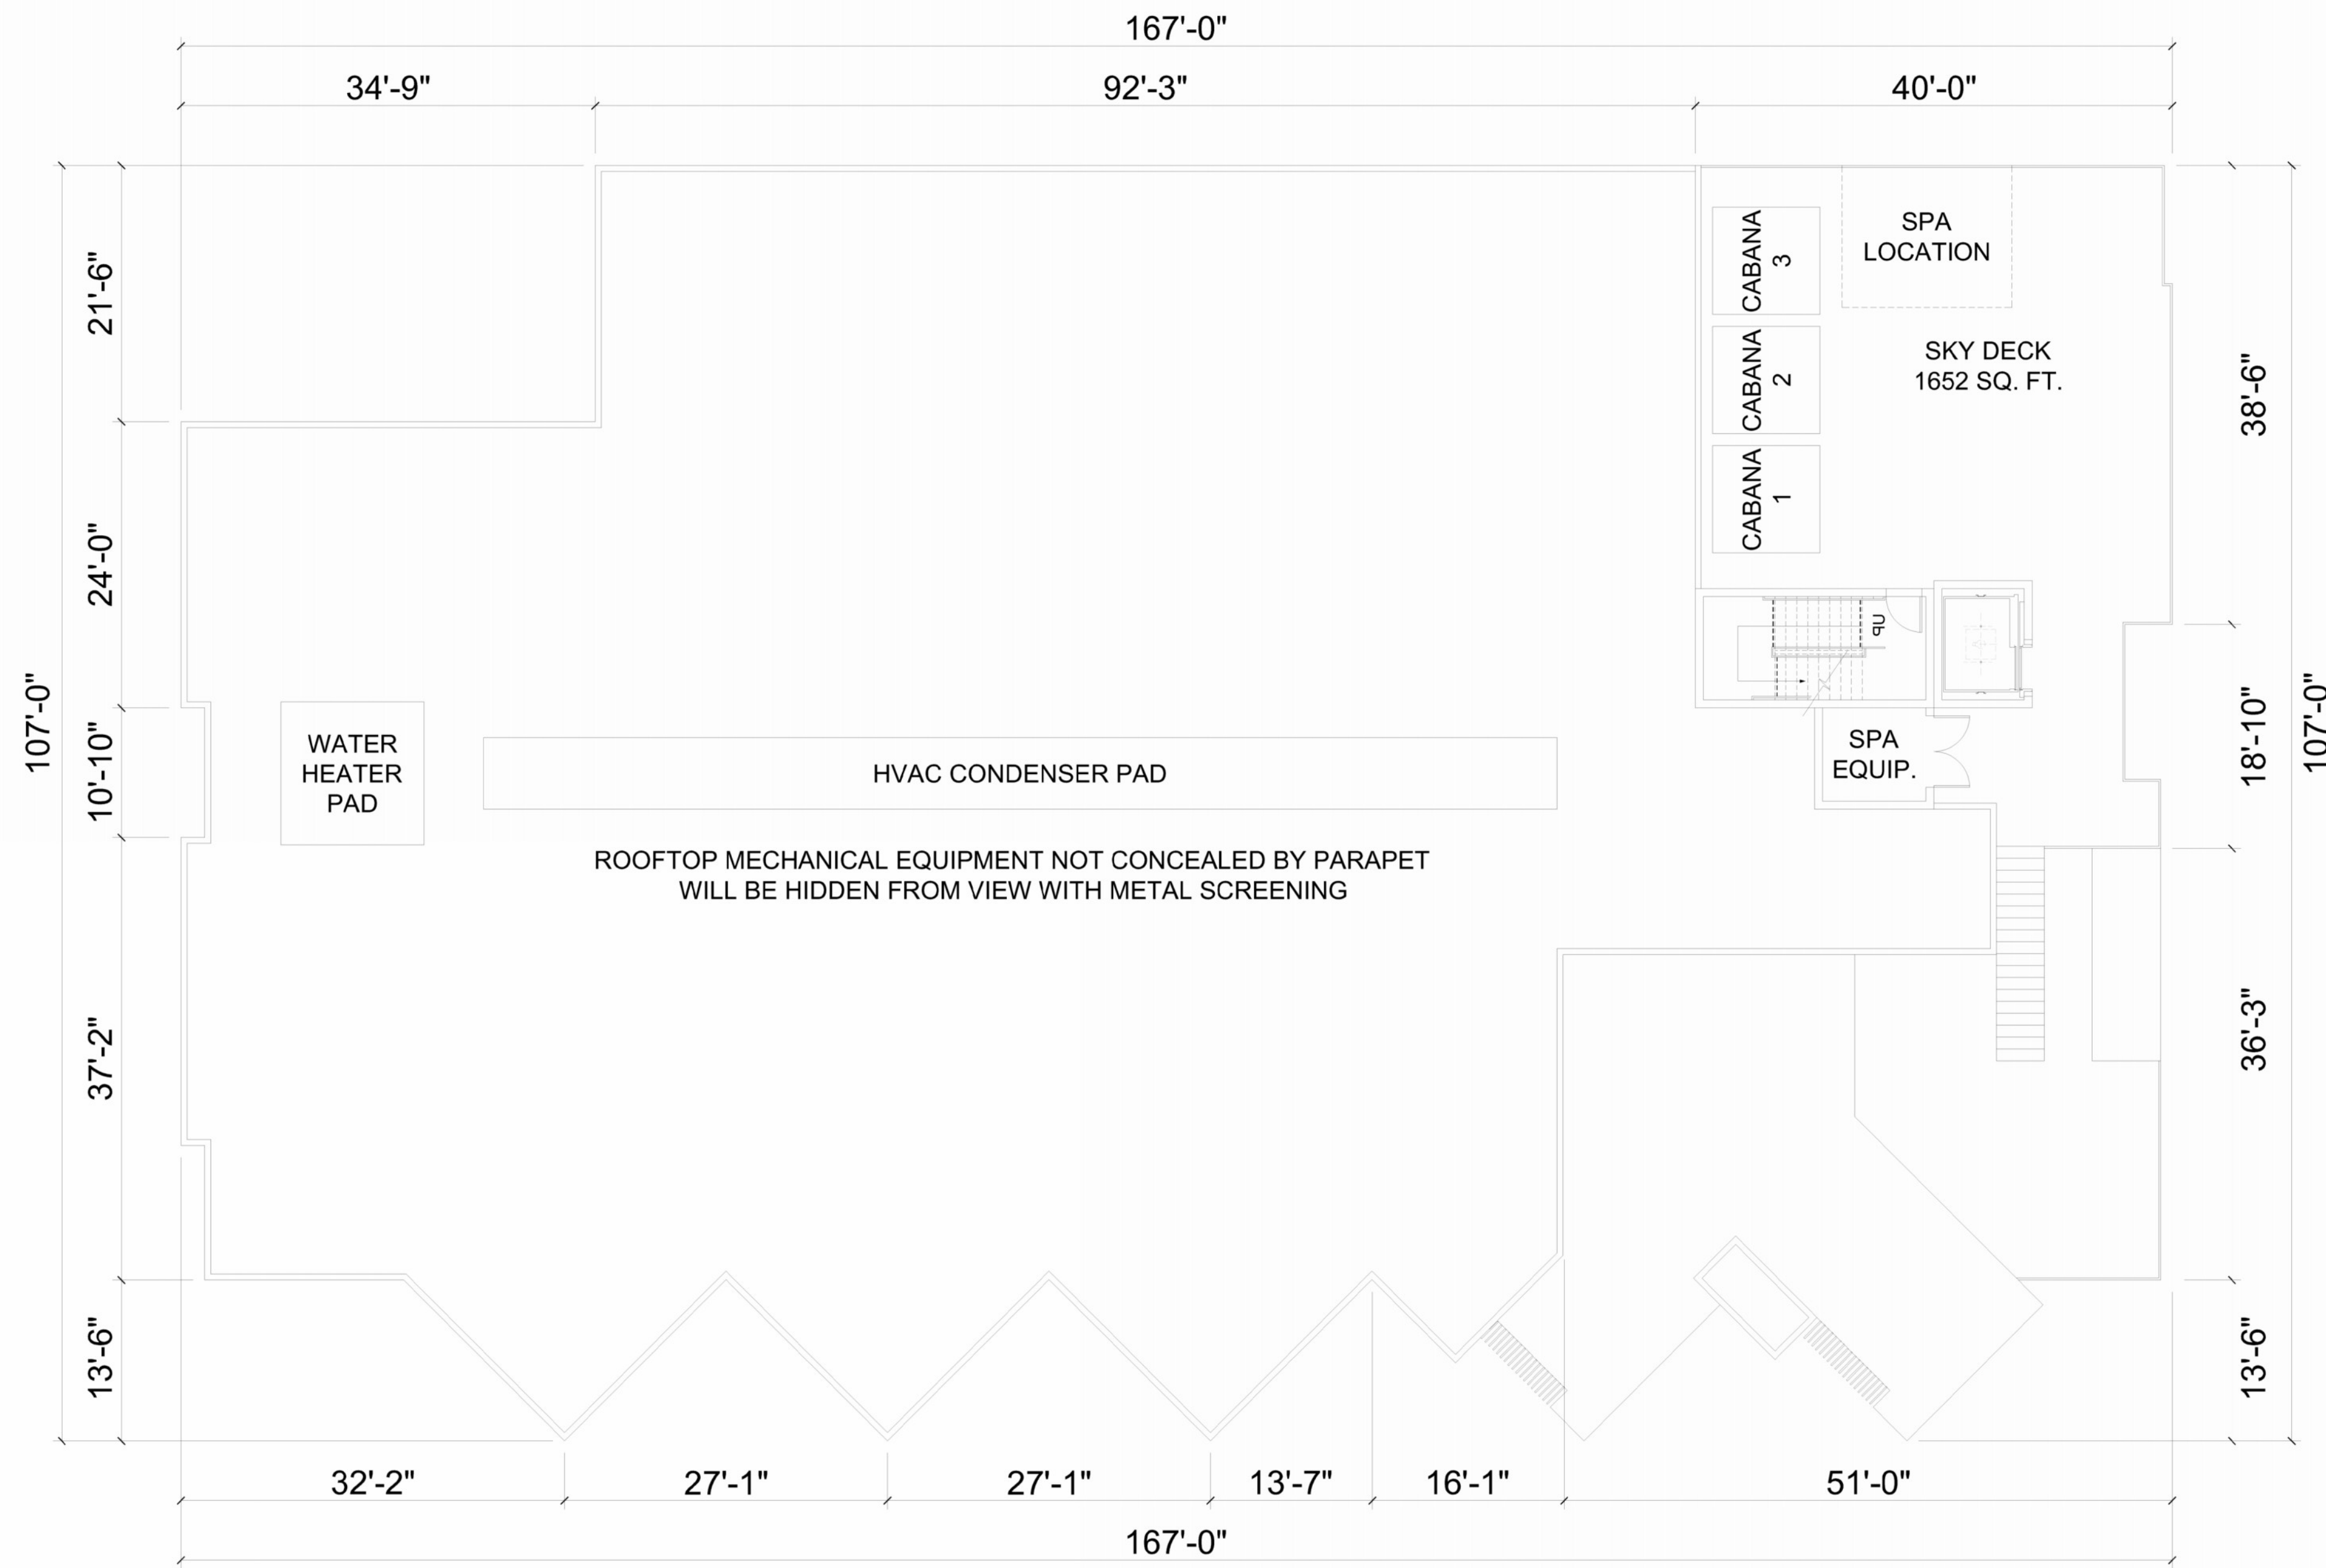 167'-0"
34'-9"
92'-3"
40'-0"
21'-6"
24'-0"
10'-10"
37'-2"
13'-6"
107'-0"
CABANA
3
CABANA
2
CABANA
1
SPA
LOCATION
SKY DECK
1652 SQ. FT.
UP
SPA
EQUIP.
WATER
HEATER
PAD
HVAC CONDENSER PAD
ROOFTOP MECHANICAL EQUIPMENT NOT CONCEALED BY PARAPET
WILL BE HIDDEN FROM VIEW WITH METAL SCREENING
38'-6"
18'-10"
36'-3"
13'-6"
107'-0"
32'-2"
27'-1"
27'-1"
13'-7"
16'-1"
51'-0"
167'-0"